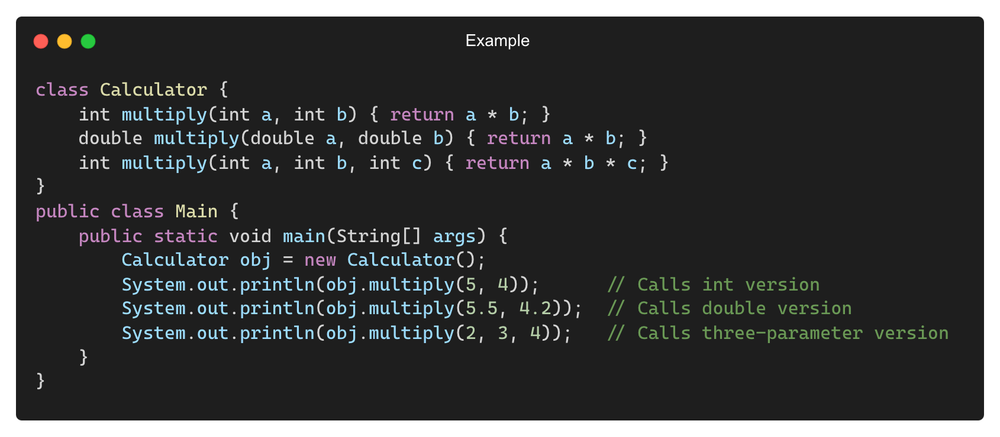 Example
class Calculator {
    int multiply(int a, int b) { return a * b; }
    double multiply(double a, double b) { return a * b; }
    int multiply(int a, int b, int c) { return a * b * c; }
}
public class Main {
    public static void main(String[] args) {
        Calculator obj = new Calculator();
        System.out.println(obj.multiply(5, 4));      // Calls int version
        System.out.println(obj.multiply(5.5, 4.2));  // Calls double version
        System.out.println(obj.multiply(2, 3, 4));   // Calls three-parameter version
    }
}